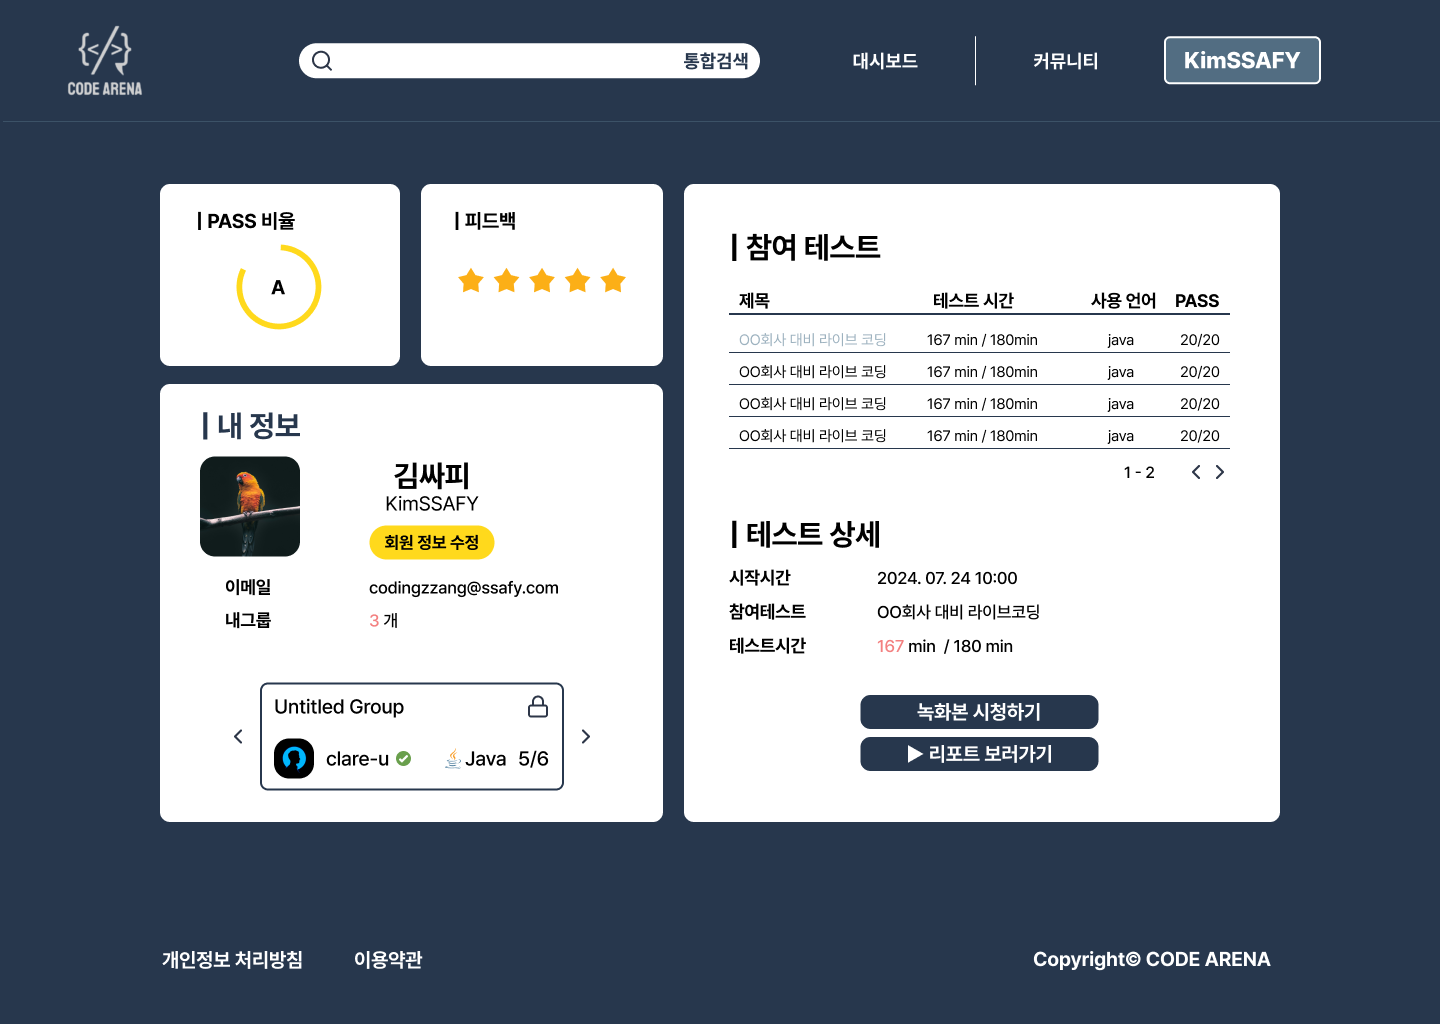 CODE ARENA
통합검색
대시보드
커뮤니티
KimSSAFY
| PASS 비율
A
| 피드백
| 내 정보
김싸피
KimSSAFY
회원 정보 수정
이메일 codingzzang@ssafy.com
내그룹 3 개
Untitled Group
clare-u Java 5/6
| 참여 테스트
제목 테스트 시간 사용 언어 PASS
OO회사 대비 라이브 코딩 167 min / 180min java 20/20
OO회사 대비 라이브 코딩 167 min / 180min java 20/20
OO회사 대비 라이브 코딩 167 min / 180min java 20/20
OO회사 대비 라이브 코딩 167 min / 180min java 20/20
1 - 2
| 테스트 상세
시작시간 2024. 07. 24 10:00
참여테스트 OO회사 대비 라이브코딩
테스트시간 167 min / 180 min
녹화본 시청하기
▶ 리포트 보러가기
개인정보 처리방침 이용약관 Copyright© CODE ARENA